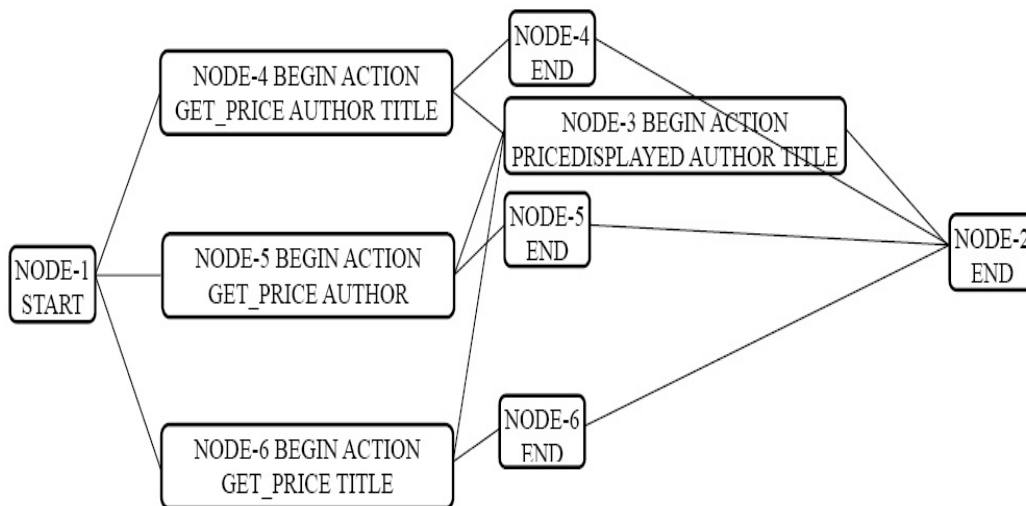 NODE-1
START
NODE-4 BEGIN ACTION
GET_PRICE AUTHOR TITLE
NODE-5 BEGIN ACTION
GET_PRICE AUTHOR
NODE-6 BEGIN ACTION
GET_PRICE TITLE
NODE-4
END
NODE-3 BEGIN ACTION
PRICEDISPLAYED AUTHOR TITLE
NODE-5
END
NODE-6
END
NODE-2
END